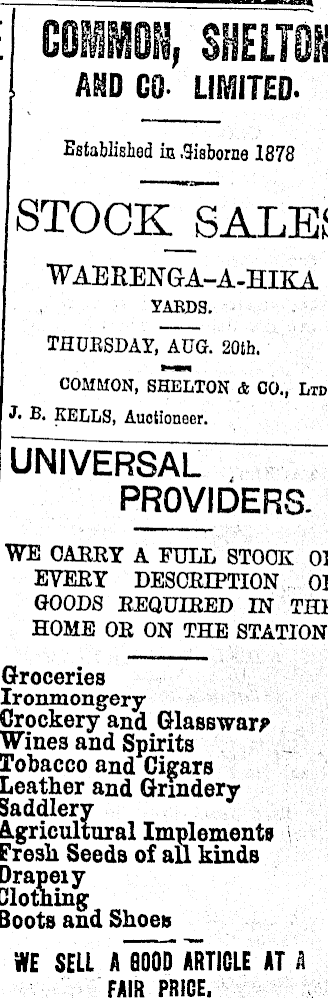 COMMON, SHELTON
AND CO. LIMITED.
Established in Gisborne 1878
STOCK SALES
WAERENGA-A-HIKA
YARDS.
THURSDAY, AUG. 20th.
COMMON, SHELTON & CO., LTD
J. B. KELLS, Auctioneer.
UNIVERSAL
PROVIDERS.
WE CARRY A FULL STOCK OF
EVERY DESCRIPTION OF
GOODS REQUIRED IN THE
HOME OR ON THE STATION
Groceries
Ironmongery
Crockery and Glassware
Wines and Spirits
Tobacco and Cigars
Leather and Grindery
Saddlery
Agricultural Implements
Fresh Seeds of all kinds
Drapery
Clothing
Boots and Shoes
WE SELL A GOOD ARTICLE AT A
FAIR PRICE.